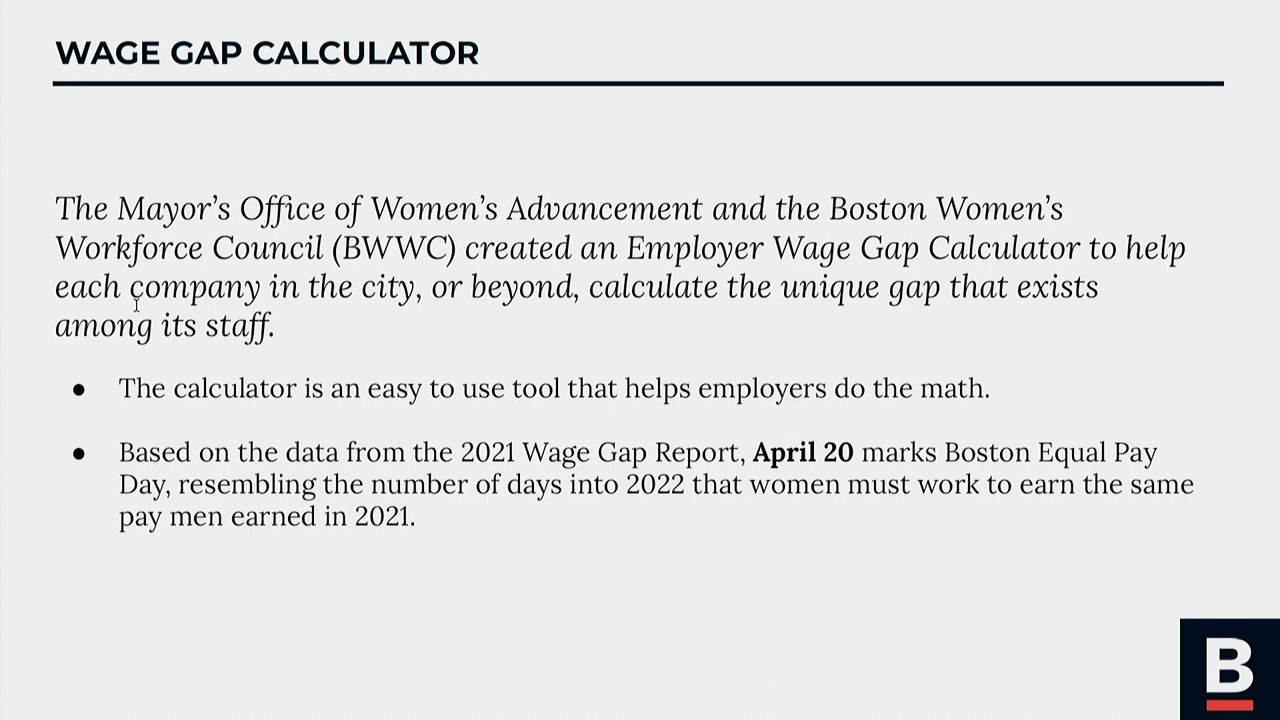 WAGE GAP CALCULATOR
The Mayor’s Office of Women’s Advancement and the Boston Women’s
Workforce Council (BWWC) created an Employer Wage Gap Calculator to help
each company in the city, or beyond, calculate the unique gap that exists
among its staff.
● The calculator is an easy to use tool that helps employers do the math.
● Based on the data from the 2021 Wage Gap Report, April 20 marks Boston Equal Pay
Day, resembling the number of days into 2022 that women must work to earn the same
pay men earned in 2021.
B